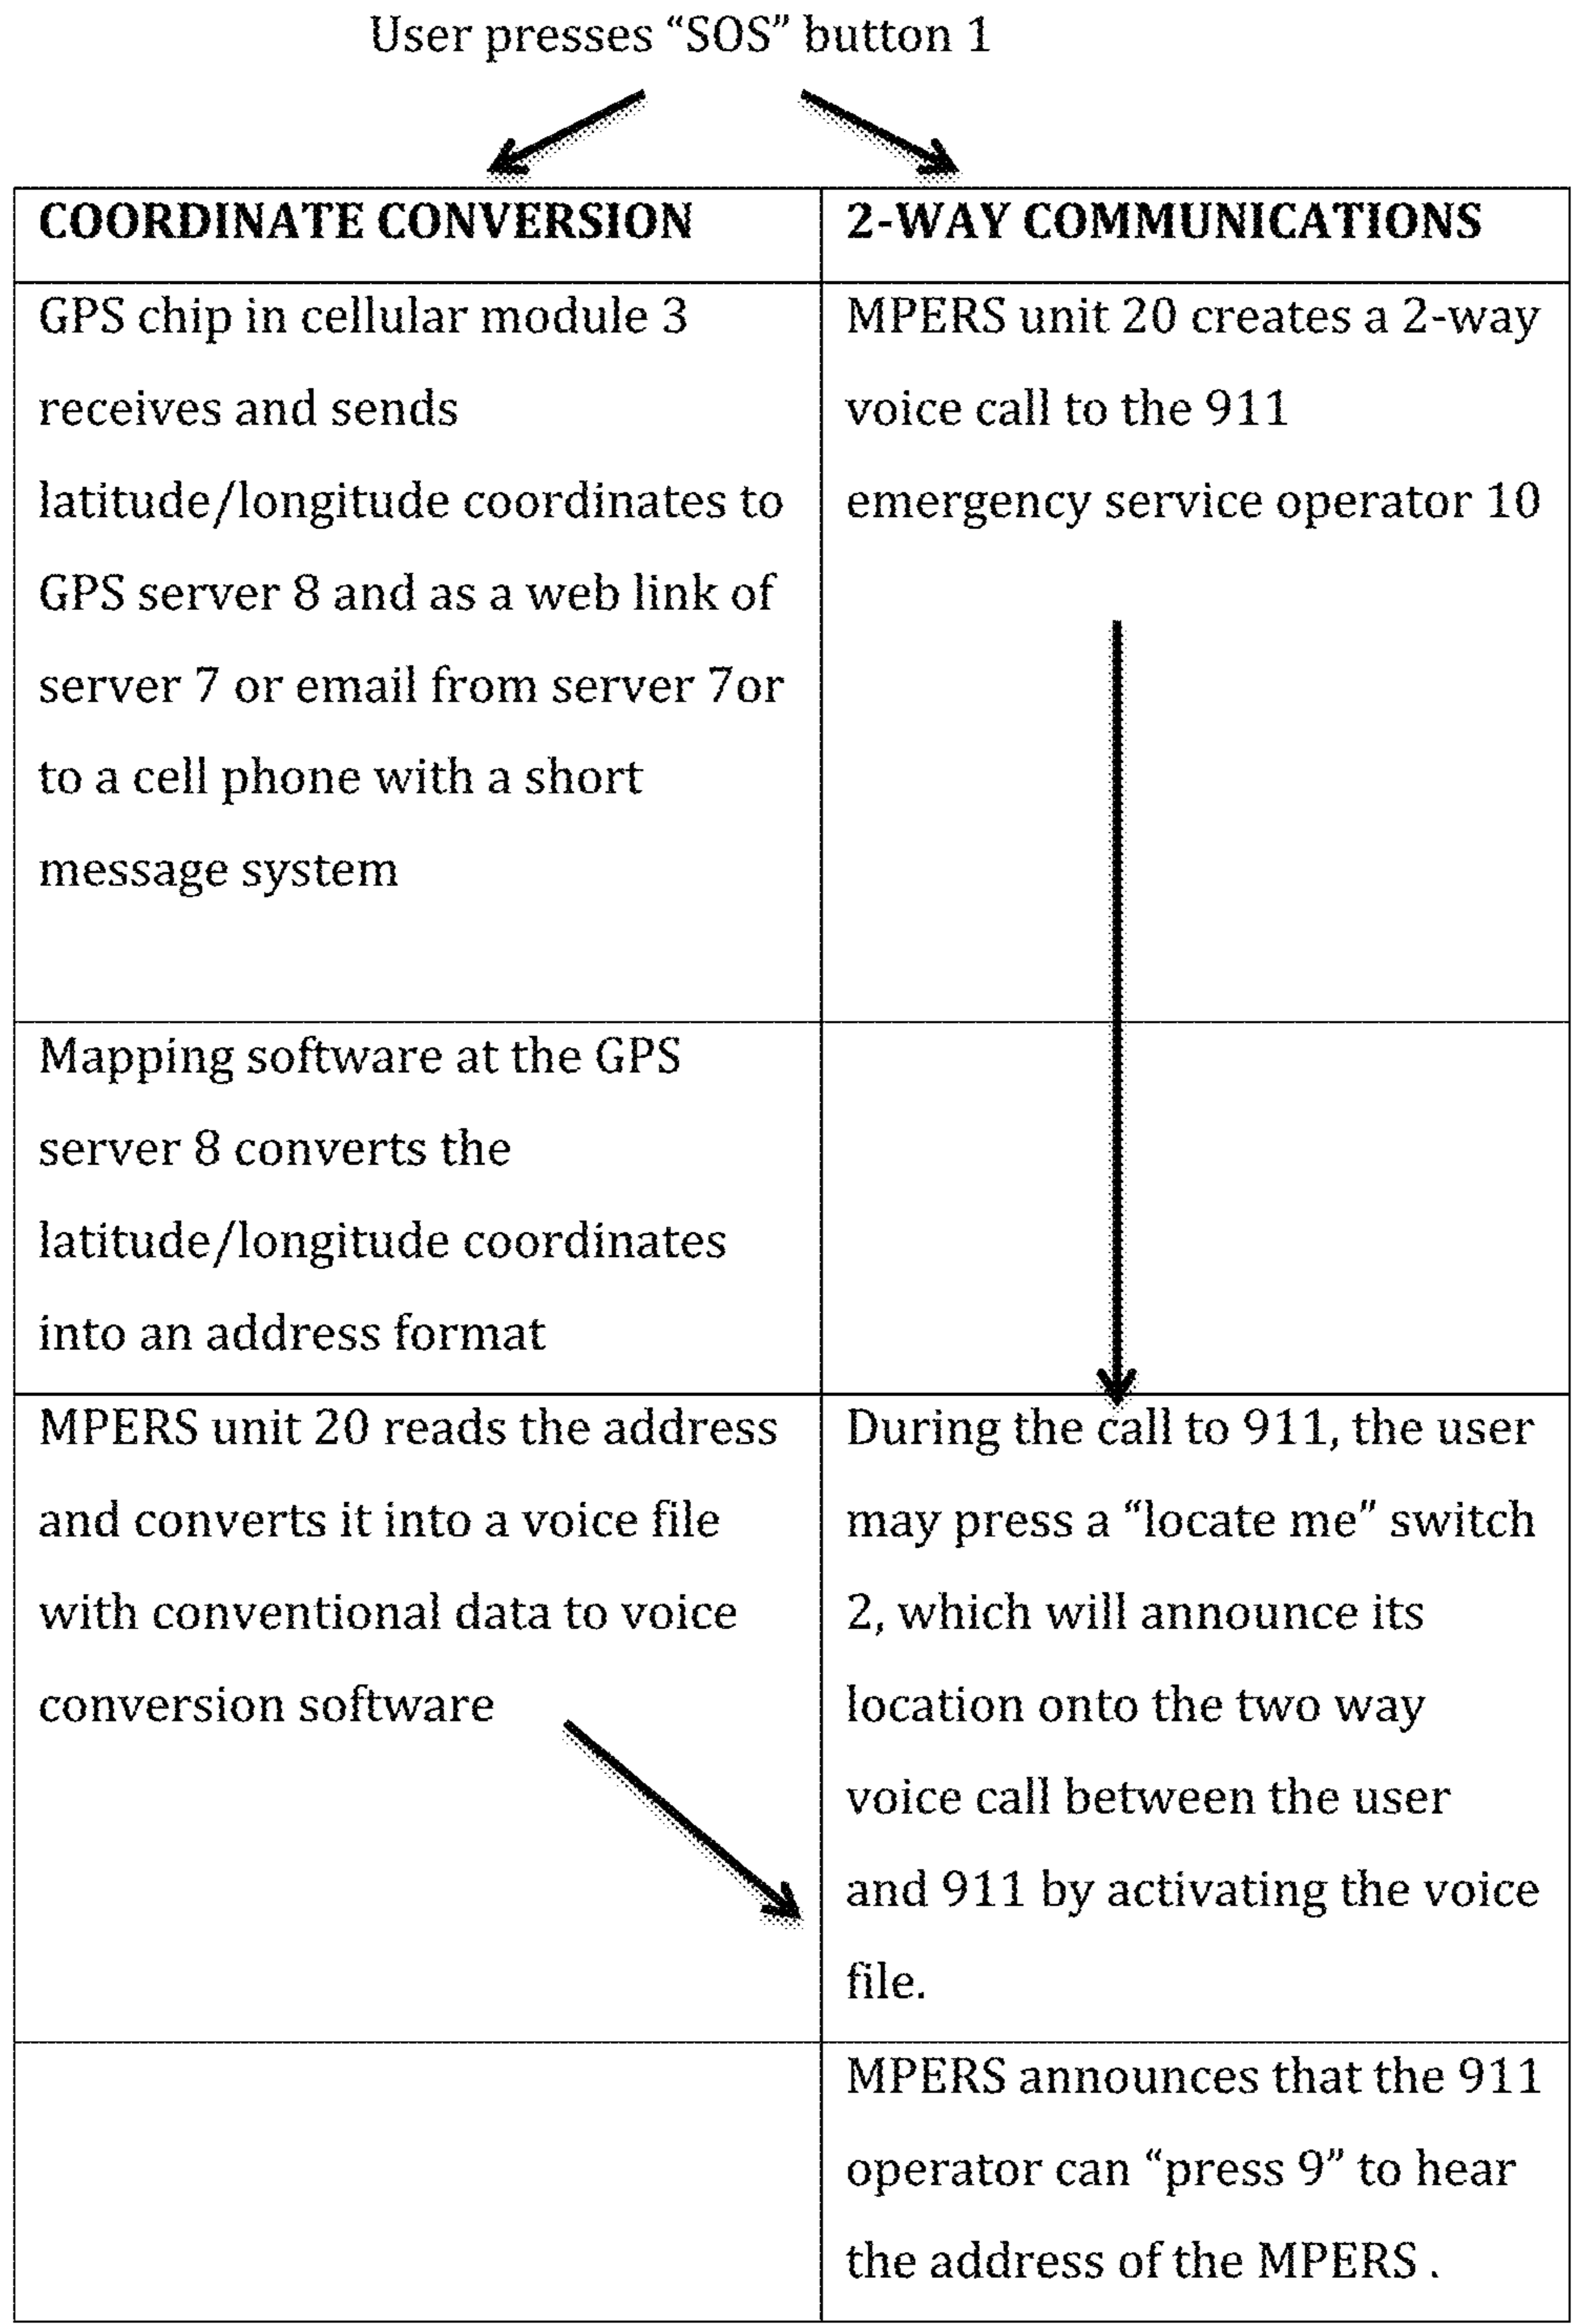 User presses “SOS” button 1
COORDINATE CONVERSION
2-WAY COMMUNICATIONS
GPS chip in cellular module 3
receives and sends
latitude/longitude coordinates to
GPS server 8 and as a web link of
server 7 or email from server 7or
to a cell phone with a short
message system
MPERS unit 20 creates a 2-way
voice call to the 911
emergency service operator 10
Mapping software at the GPS
server 8 converts the
latitude/longitude coordinates
into an address format
MPERS unit 20 reads the address
and converts it into a voice file
with conventional data to voice
conversion software
During the call to 911, the user
may press a “locate me” switch
2, which will announce its
location onto the two way
voice call between the user
and 911 by activating the voice
file.
MPERS announces that the 911
operator can “press 9” to hear
the address of the MPERS .